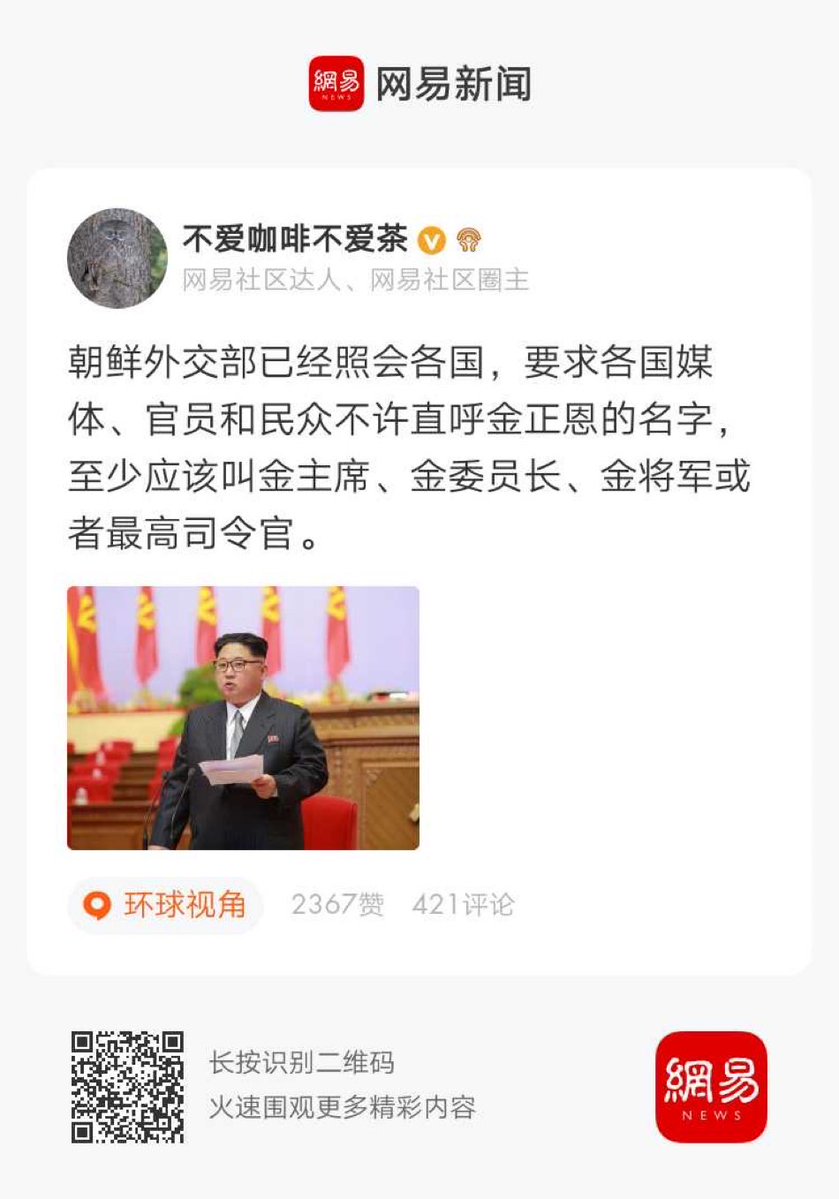 網易
NEWS
网易新闻
不爱咖啡不爱茶
网易社区达人、网易社区圈主
朝鲜外交部已经照会各国，要求各国媒
体、官员和民众不许直呼金正恩的名字，
至少应该叫金主席、金委员长、金将军或
者最高司令官。
环球视角 2367赞 421评论
长按识别二维码
火速围观更多精彩内容
網易
NEWS